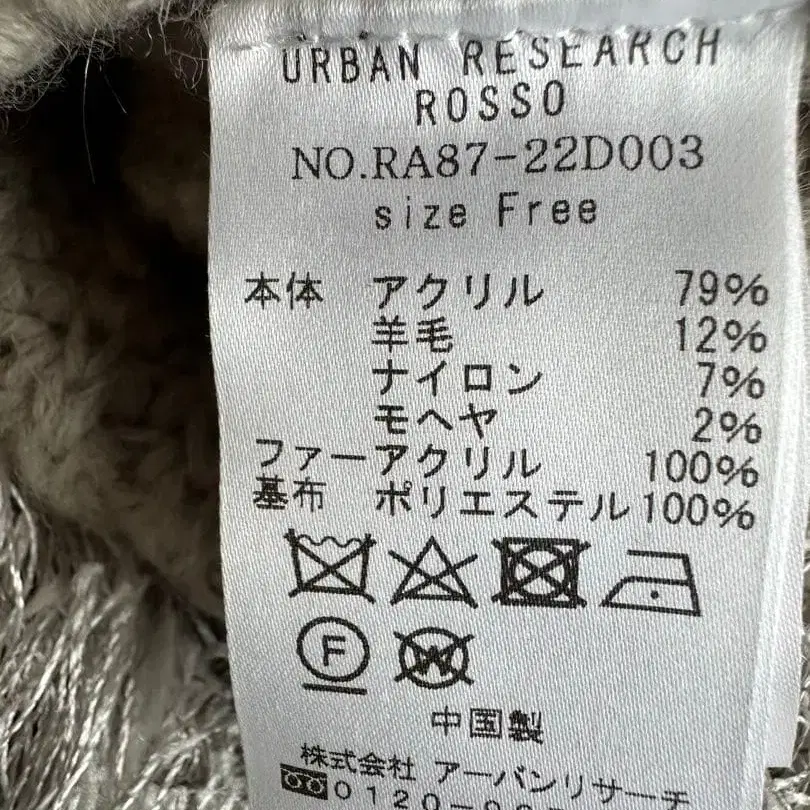 URBAN RESEARCH
ROSSO
NO.RA87-22D003
size Free
本体 アクリル 79%
羊毛 12%
ナイロン 7%
モヘヤ 2%
ファーアクリル 100%
基布 ポリエステル 100%
F W
中国製
株式会社 アーバンリサーチ
0120-9